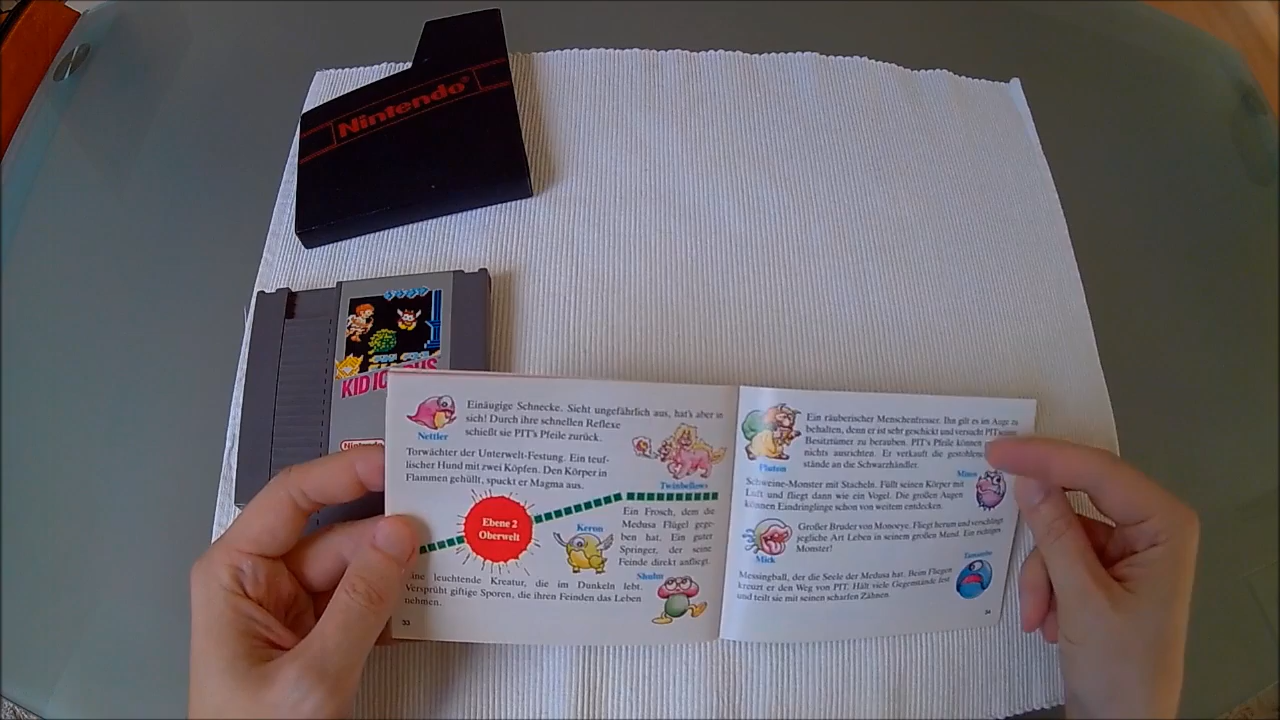 Nintendo®
KID IC RUS
Nintendo
Einäugige Schnecke. Sieht ungefährlich aus, hat's aber in
sich! Durch ihre schnellen Reflexe
schießt sie PIT's Pfeile zurück.
Nettler
Torwächter der Unterwelt-Festung. Ein teuf-
lischer Hund mit zwei Köpfen. Den Körper in
Flammen gehüllt, spuckt er Magma aus.
Twinbellows
Ebene 2
Oberwelt
Keron
Ein Frosch, dem die
Medusa Flügel gege-
ben hat. Ein guter
Springer, der seine
Feinde direkt anfliegt.
Shulm
ine leuchtende Kreatur, die im Dunkeln lebt.
Versprüht giftige Sporen, die ihren Feinden das Leben
nehmen.
33
Ein räuberischer Menschenfresser. Ihn gilt es im Auge zu
behalten, denn er ist sehr geschickt und versucht PIT seiner
Besitztümer zu berauben. PIT's Pfeile können
nichts ausrichten. Er verkauft die gestohlenen
stände an die Schwarzhändler.
Minos
Schweine-Monster mit Stacheln. Füllt seinen Körper mit
Luft und fliegt dann wie ein Vogel. Die großen Augen
können Eindringlinge schon von weitem entdecken.
Großer Bruder von Monoeye. Fliegt herum und verschlingt
jegliche Art Leben in seinem großen Mund. Ein richtiges
Monster!
Mick
Messingball, der die Seele der Medusa hat. Beim Fliegen
kreuzt er den Weg von PIT. Hält viele Gegenstände fest
und teilt sie mit seinen scharfen Zähnen.
34